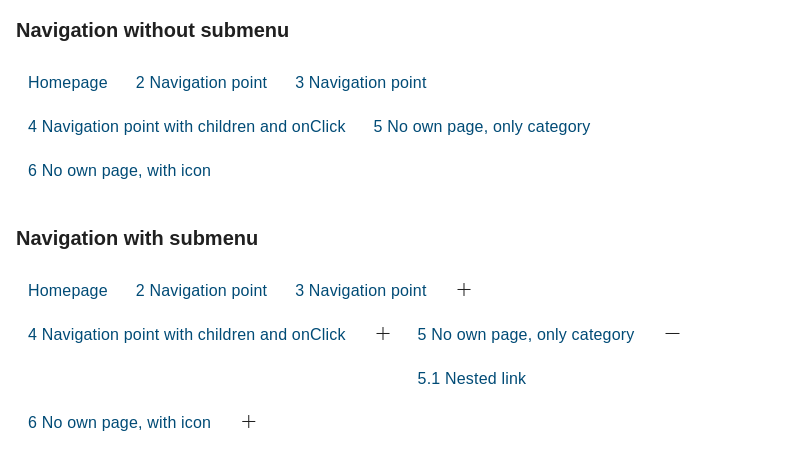 Navigation without submenu
Homepage 2 Navigation point 3 Navigation point
4 Navigation point with children and onClick 5 No own page, only category
6 No own page, with icon
Navigation with submenu
Homepage 2 Navigation point 3 Navigation point +
4 Navigation point with children and onClick + 5 No own page, only category −
5.1 Nested link
6 No own page, with icon +